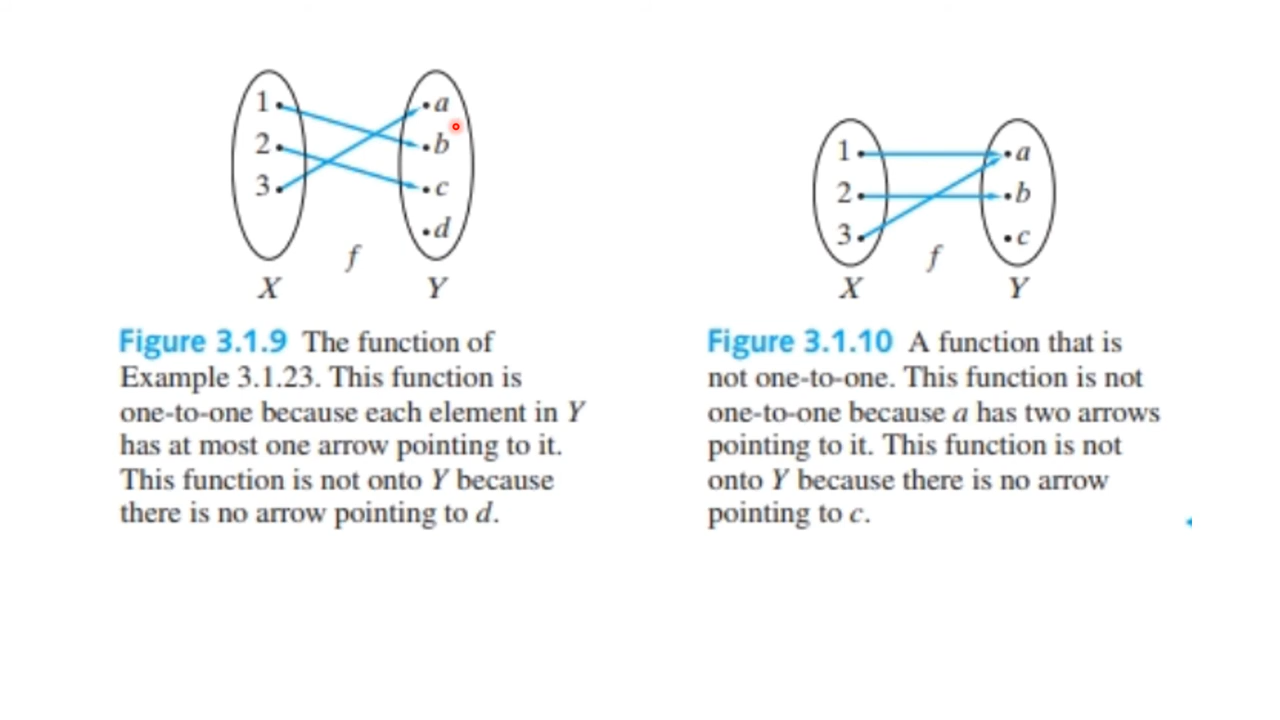 1 a
2 b
3 c
d
f
X Y
Figure 3.1.9 The function of
Example 3.1.23. This function is
one-to-one because each element in Y
has at most one arrow pointing to it.
This function is not onto Y because
there is no arrow pointing to d.
1 a
2 b
3 c
f
X Y
Figure 3.1.10 A function that is
not one-to-one. This function is not
one-to-one because a has two arrows
pointing to it. This function is not
onto Y because there is no arrow
pointing to c.